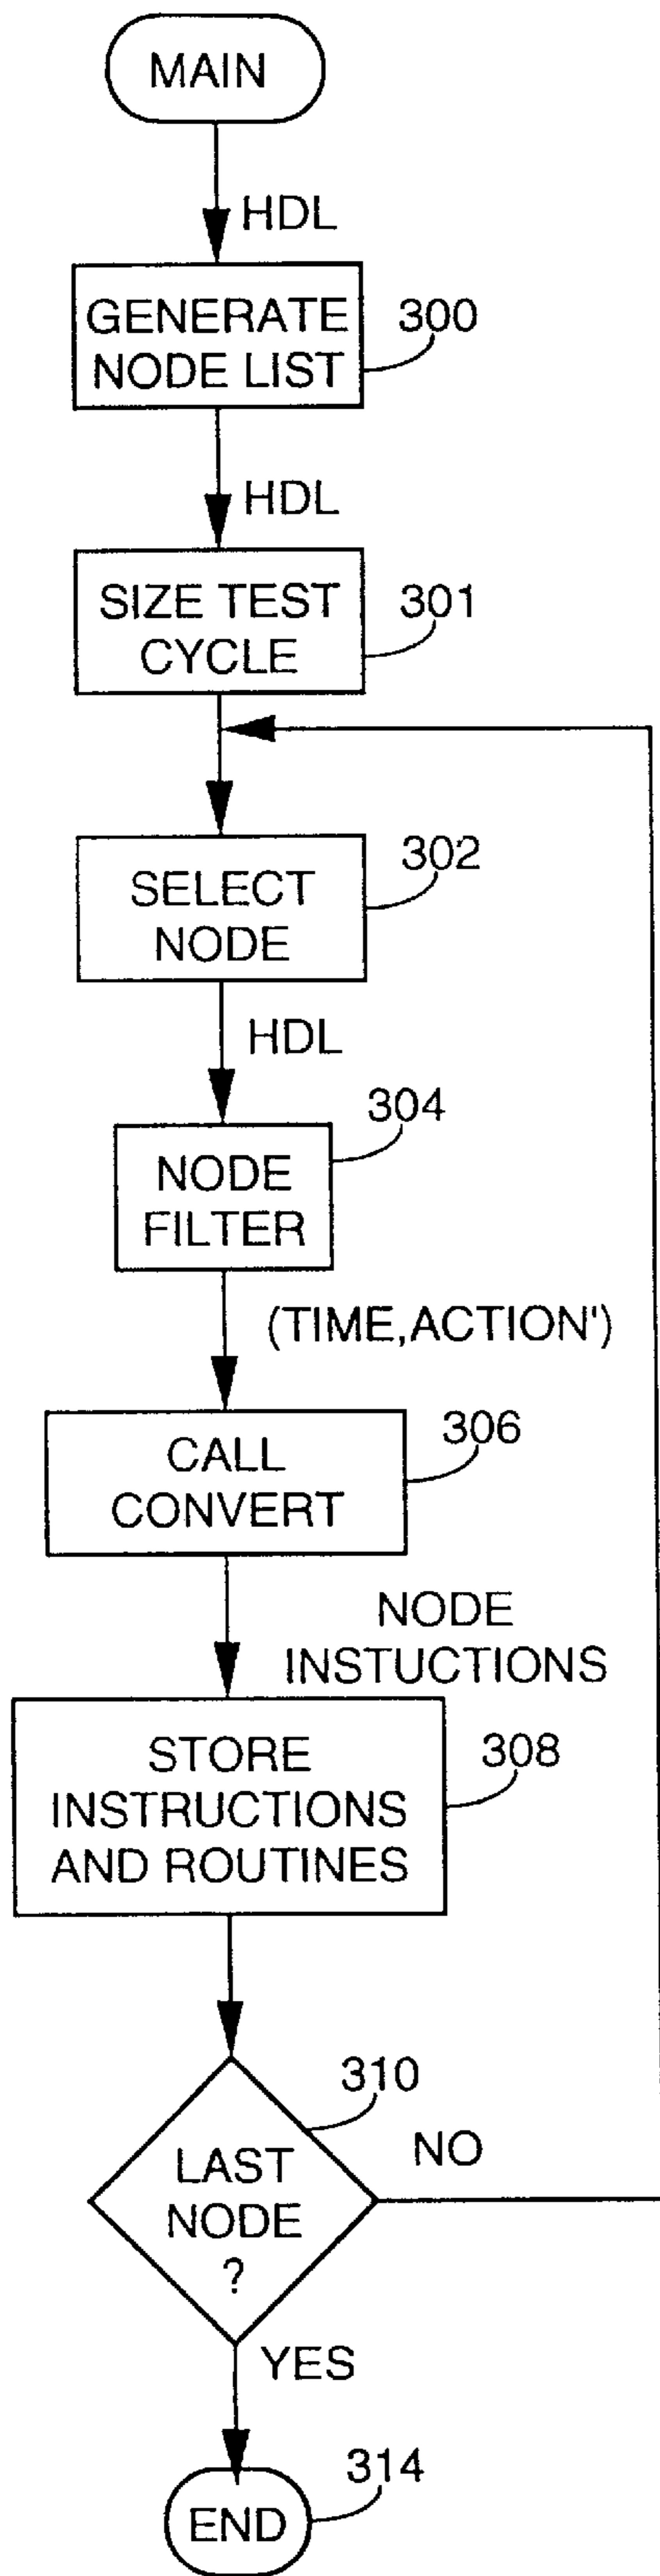 MAIN
HDL
GENERATE
NODE LIST
300
HDL
SIZE TEST
CYCLE
301
SELECT
NODE
302
HDL
304
NODE
FILTER
(TIME,ACTION')
CALL
CONVERT
306
NODE
INSTUCTIONS
STORE
INSTRUCTIONS
AND ROUTINES
308
310
LAST
NODE
?
NO
YES
END
314